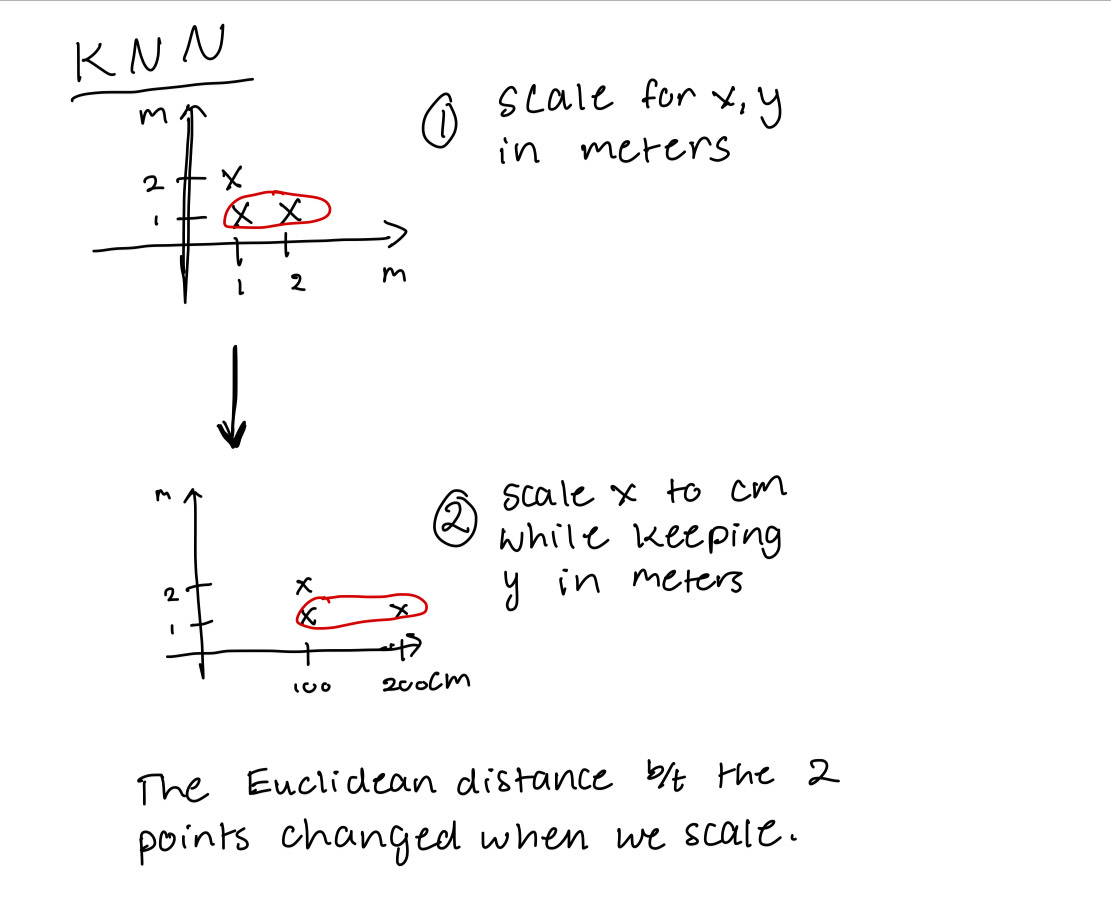 KNN
m
① scale for x, y
in meters
2 x
1 x x
1 2 m
m
② scale x to cm
while keeping
y in meters
2 x
1 x x
100 200cm
The Euclidean distance b/t the 2
points changed when we scale.